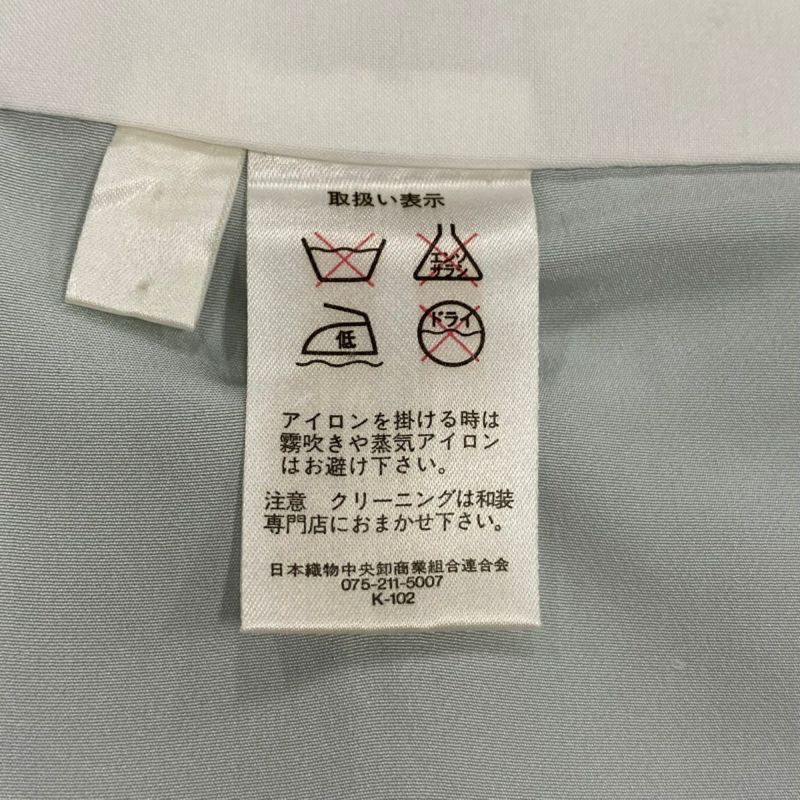 取扱い表示
エンソ
サラシ
低
ドライ
アイロンを掛ける時は
霧吹きや蒸気アイロン
はお避け下さい。
注意　クリーニングは和装
専門店におまかせ下さい。
日本織物中央卸商業組合連合会
075-211-5007
K-102